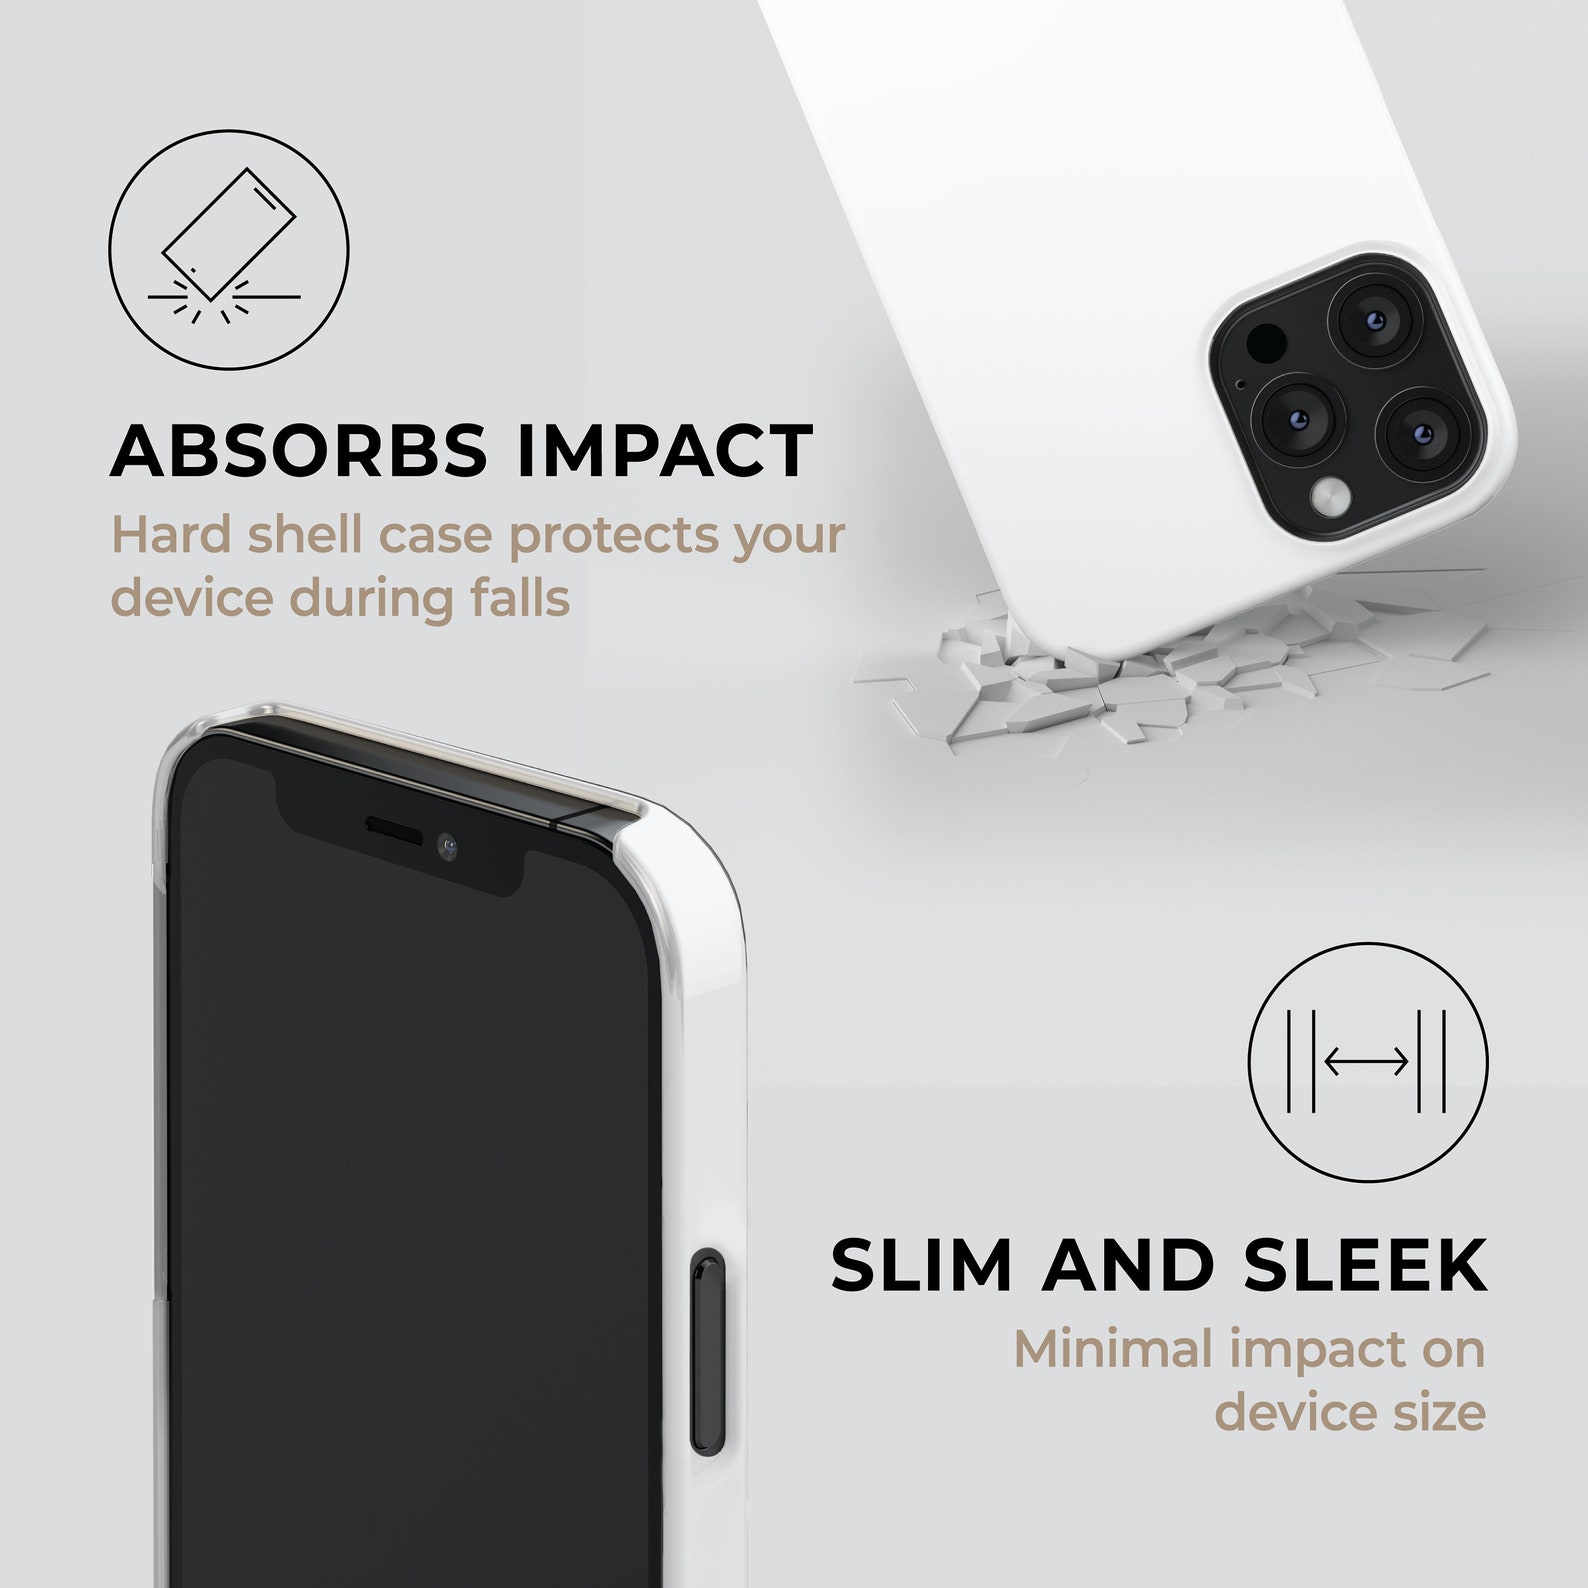 ABSORBS IMPACT
Hard shell case protects your
device during falls
SLIM AND SLEEK
Minimal impact on
device size